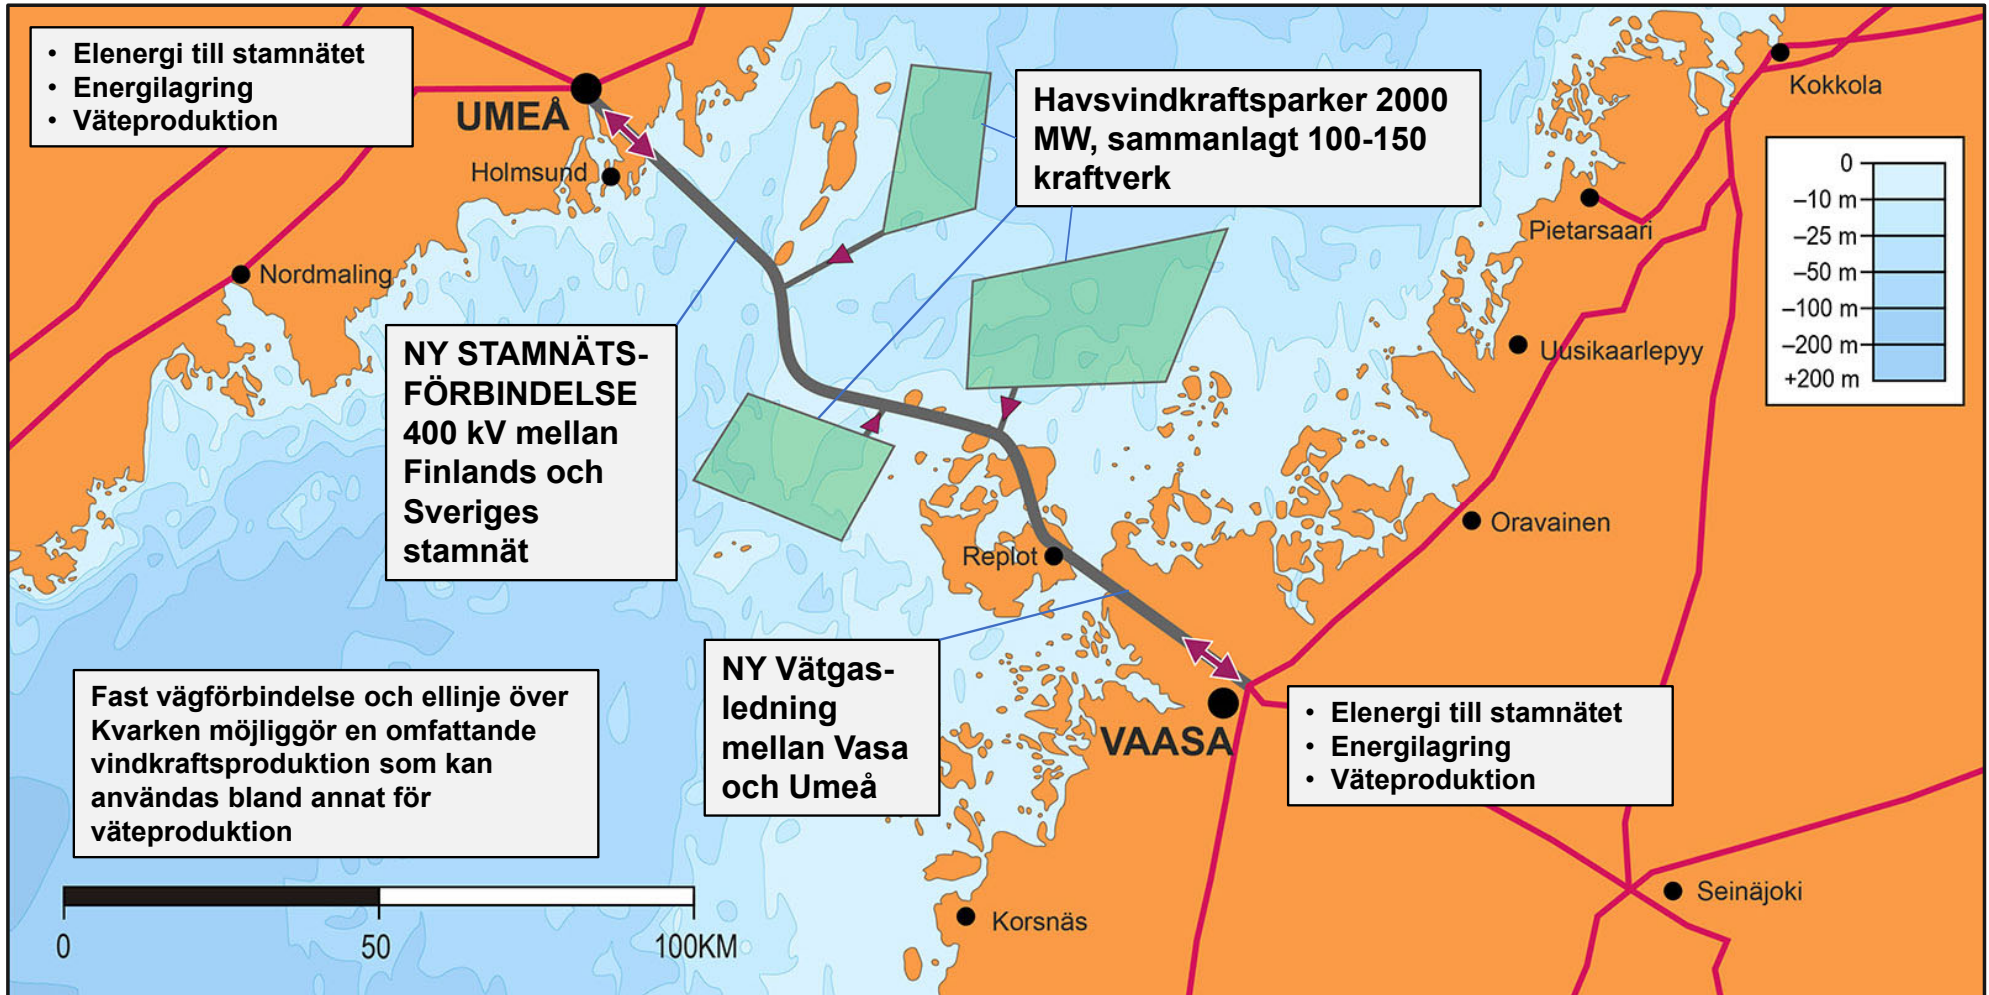 • Elenergi till stamnätet
• Energilagring
• Väteproduktion
UMEÅ
Holmsund
Nordmaling
Havsvindkraftsparker 2000
MW, sammanlagt 100-150
kraftverk
Kokkola
0
–10 m
–25 m
–50 m
–100 m
–200 m
+200 m
Pietarsaari
Uusikaarlepyy
NY STAMNÄTS-
FÖRBINDELSE
400 kV mellan
Finlands och
Sveriges
stamnät
Oravainen
Replot
NY Vätgas-
ledning
mellan Vasa
och Umeå
VAASA
• Elenergi till stamnätet
• Energilagring
• Väteproduktion
Fast vägförbindelse och ellinje över
Kvarken möjliggör en omfattande
vindkraftsproduktion som kan
användas bland annat för
väteproduktion
Seinäjoki
Korsnäs
0 50 100KM